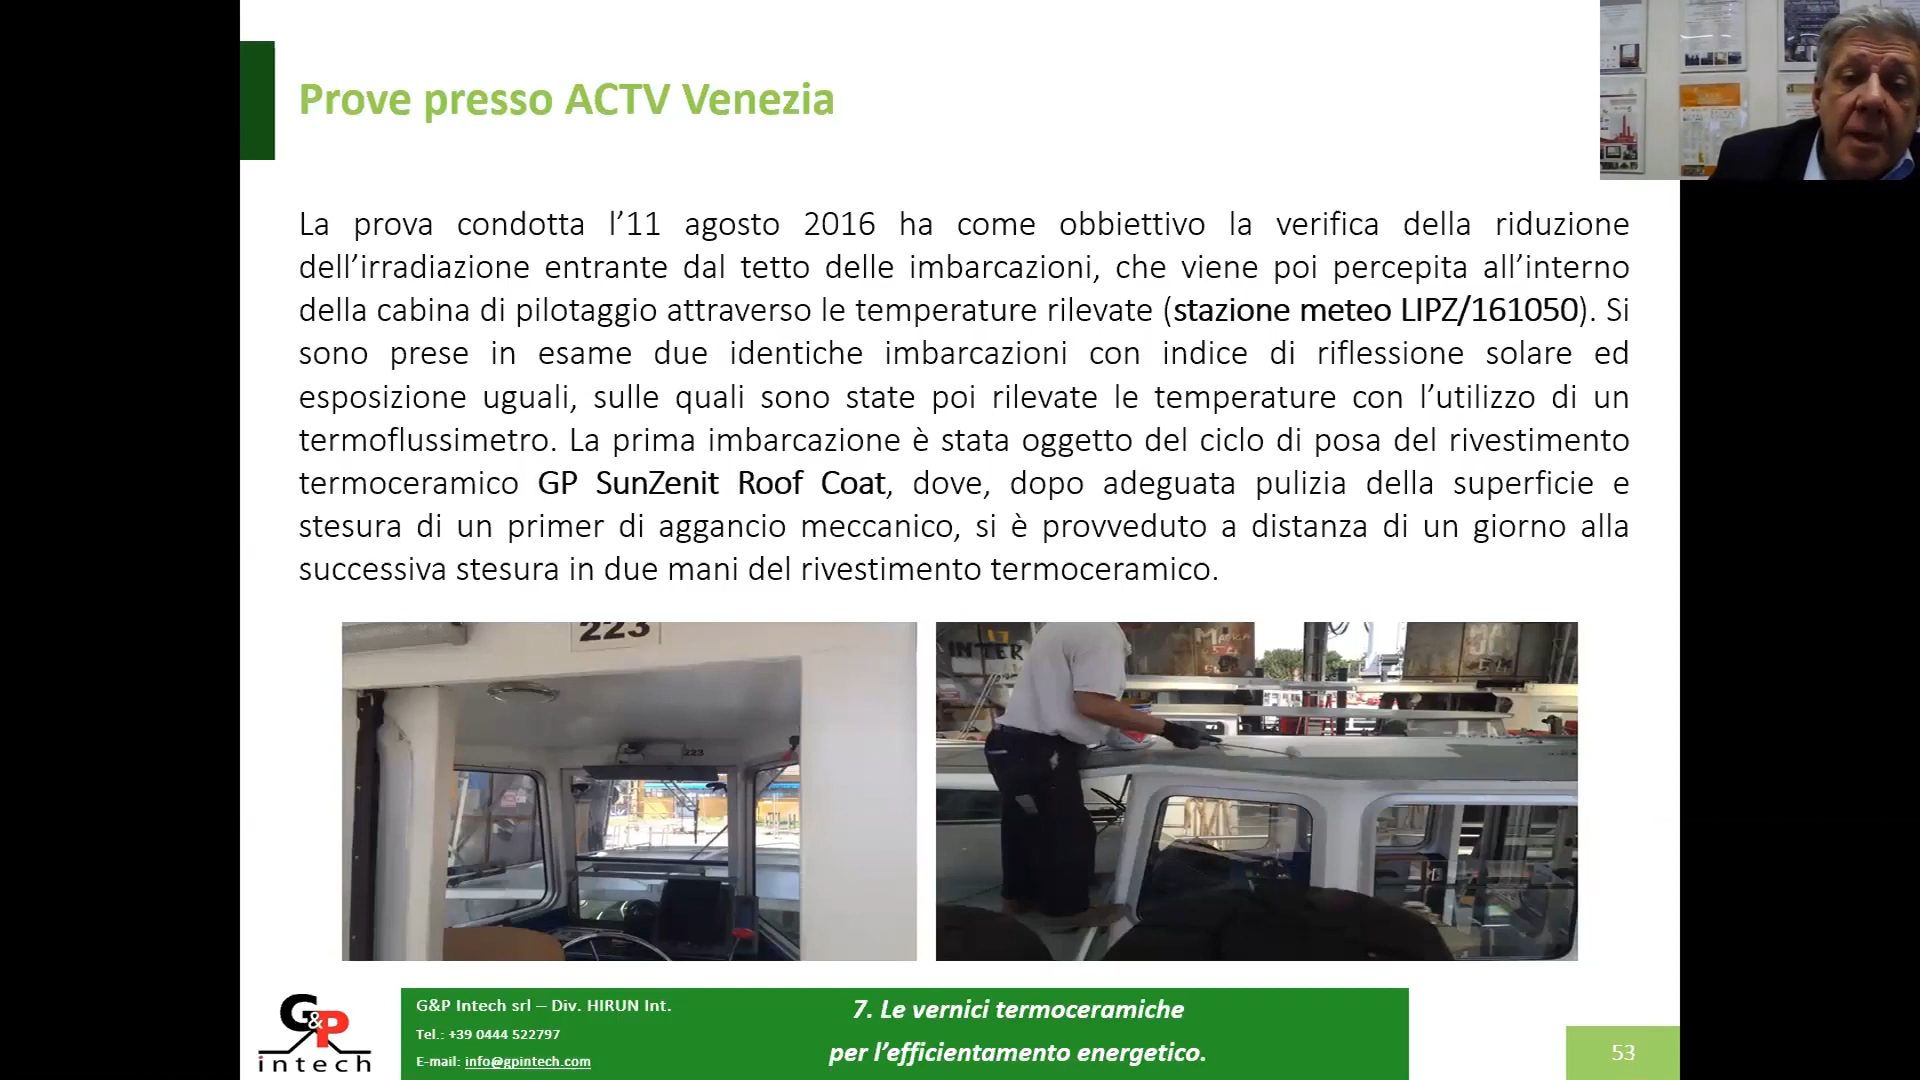 Prove presso ACTV Venezia
La prova condotta l’11 agosto 2016 ha come obbiettivo la verifica della riduzione
dell’irradiazione entrante dal tetto delle imbarcazioni, che viene poi percepita all’interno
della cabina di pilotaggio attraverso le temperature rilevate (stazione meteo LIPZ/161050). Si
sono prese in esame due identiche imbarcazioni con indice di riflessione solare ed
esposizione uguali, sulle quali sono state poi rilevate le temperature con l’utilizzo di un
termoflussimetro. La prima imbarcazione è stata oggetto del ciclo di posa del rivestimento
termoceramico GP SunZenit Roof Coat, dove, dopo adeguata pulizia della superficie e
stesura di un primer di aggancio meccanico, si è provveduto a distanza di un giorno alla
successiva stesura in due mani del rivestimento termoceramico.
223
223
INTER
G&P
intech
G&P Intech srl – Div. HIRUN Int.
Tel.: +39 0444 522797
E-mail: info@gpintech.com
7. Le vernici termoceramiche
per l’efficientamento energetico.
53